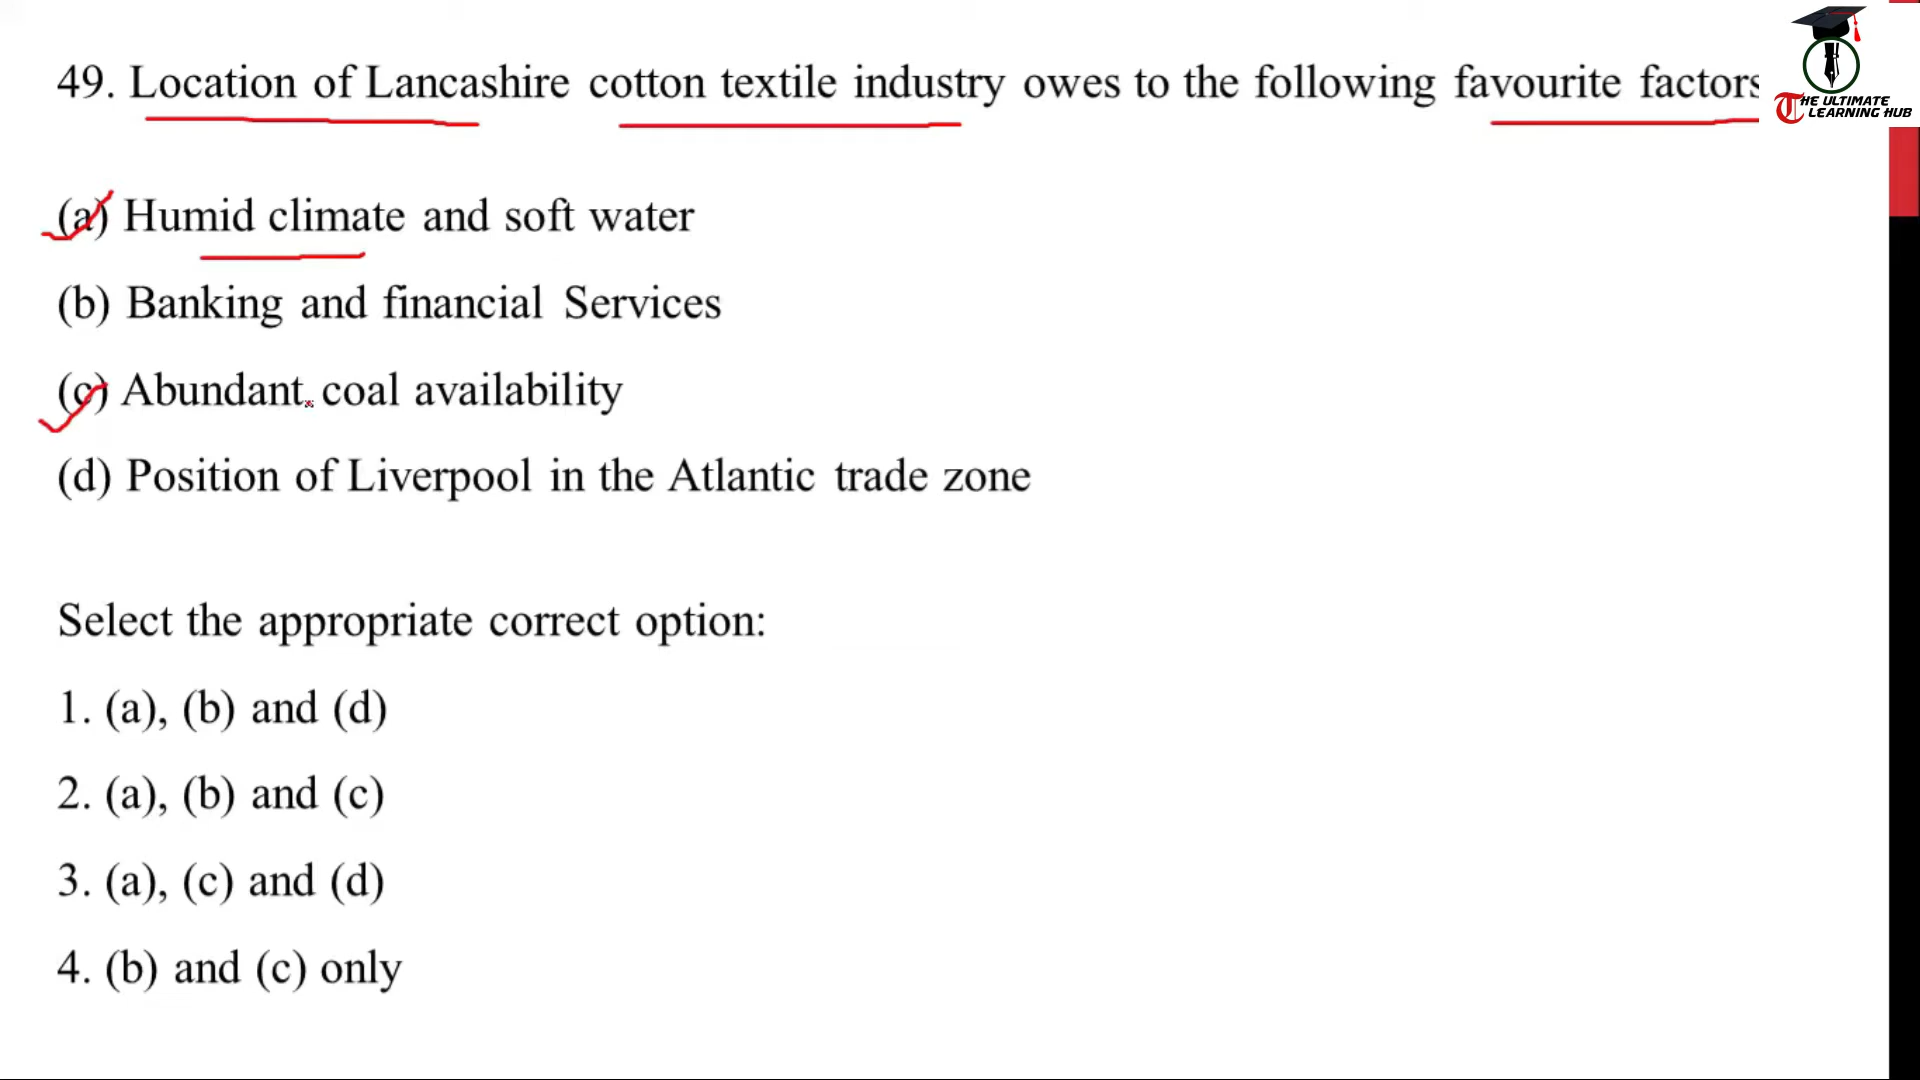 49. Location of Lancashire cotton textile industry owes to the following favourite factors
THE ULTIMATE
LEARNING HUB
(a) Humid climate and soft water
(b) Banking and financial Services
(c) Abundant coal availability
(d) Position of Liverpool in the Atlantic trade zone
Select the appropriate correct option:
1. (a), (b) and (d)
2. (a), (b) and (c)
3. (a), (c) and (d)
4. (b) and (c) only